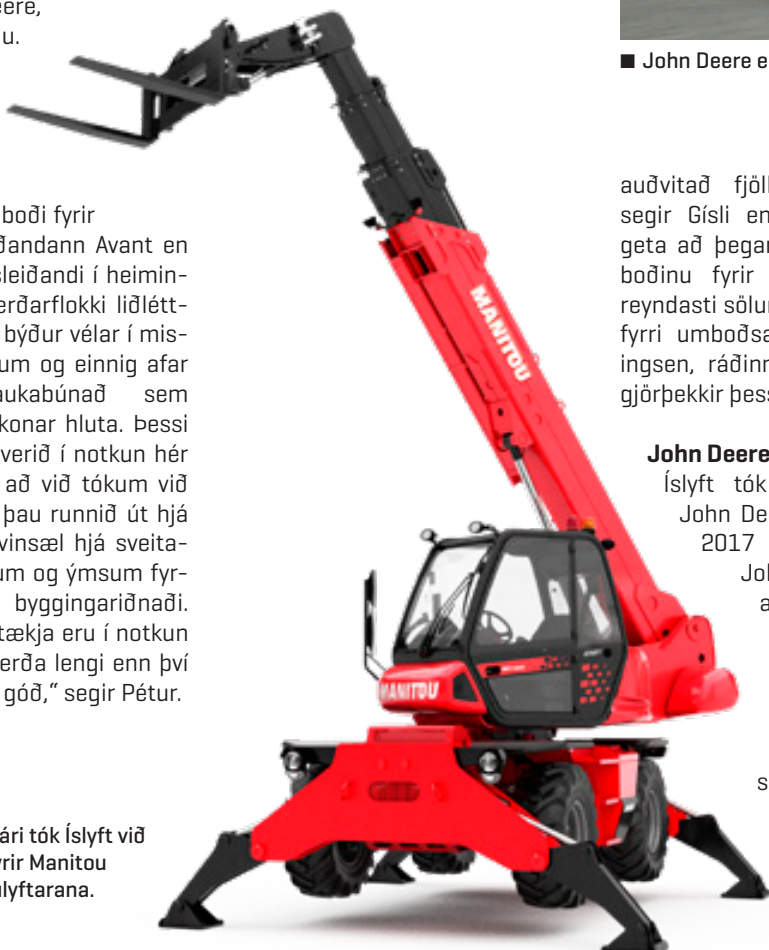 eere,
u.
boði fyrir
ðandann Avant en
sleiðandi í heimin-
erðarflokki liðlétt-
býður vélar í mis-
um og einnig afar
aukabúnað sem
konar hluta. Þessi
verið í notkun hér
að við tókum við
þau runnið út hjá
vinsæl hjá sveita-
um og ýmsum fyr-
byggingariðnaði.
tækja eru í notkun
erða lengi enn því
góð,“ segir Pétur.
ári tók Íslyft við
yrir Manitou
lyftarana.
MANITOU
MANITOU
■ John Deere e
auðvitað fjöll
segir Gísli en
geta að þegar
boðinu fyrir
reyndasti sölu
fyrri umboðsa
ingsen, ráðinn
gjörþekkir þess
John Deere
Íslyft tók
John De
2017
Joh
a
s